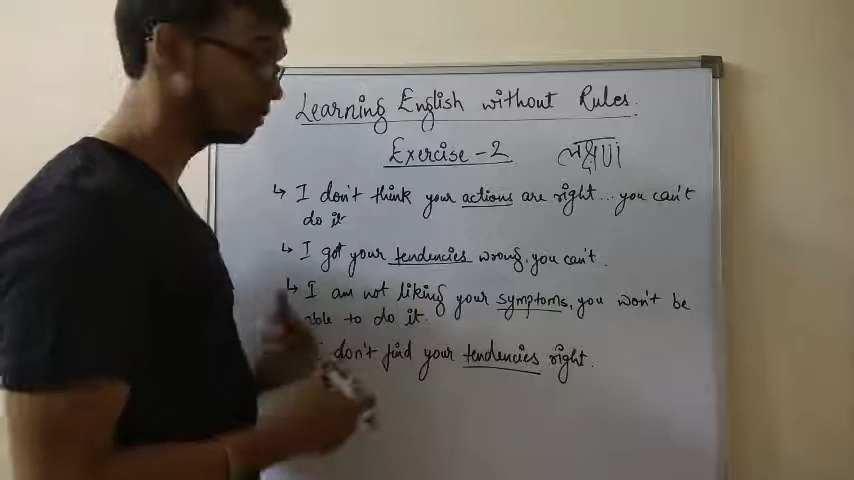 Learning English without Rules.
Exercise-2 লক্ষণ
↳ I don't think your actions are right... you can't
do it
↳ I got your tendencies wrong, you can't.
↳ I am not liking your symptoms, you won't be
able to do it.
don't find your tendencies right.